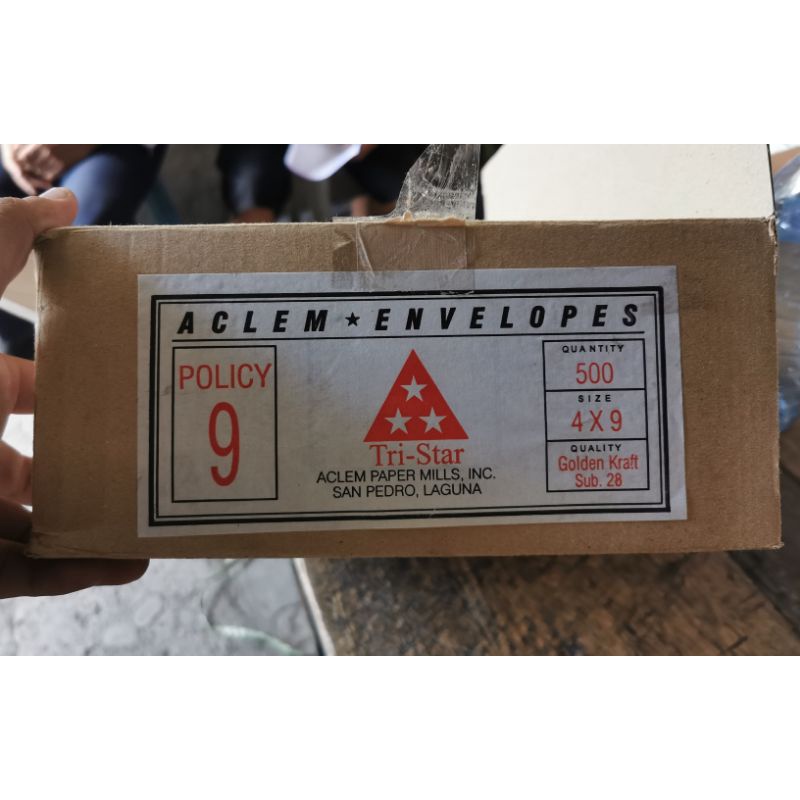 ACLEM ★ ENVELOPES
POLICY
9
Tri-Star
ACLEM PAPER MILLS, INC.
SAN PEDRO, LAGUNA
QUANTITY
500
SIZE
4 X 9
QUALITY
Golden Kraft
Sub. 28